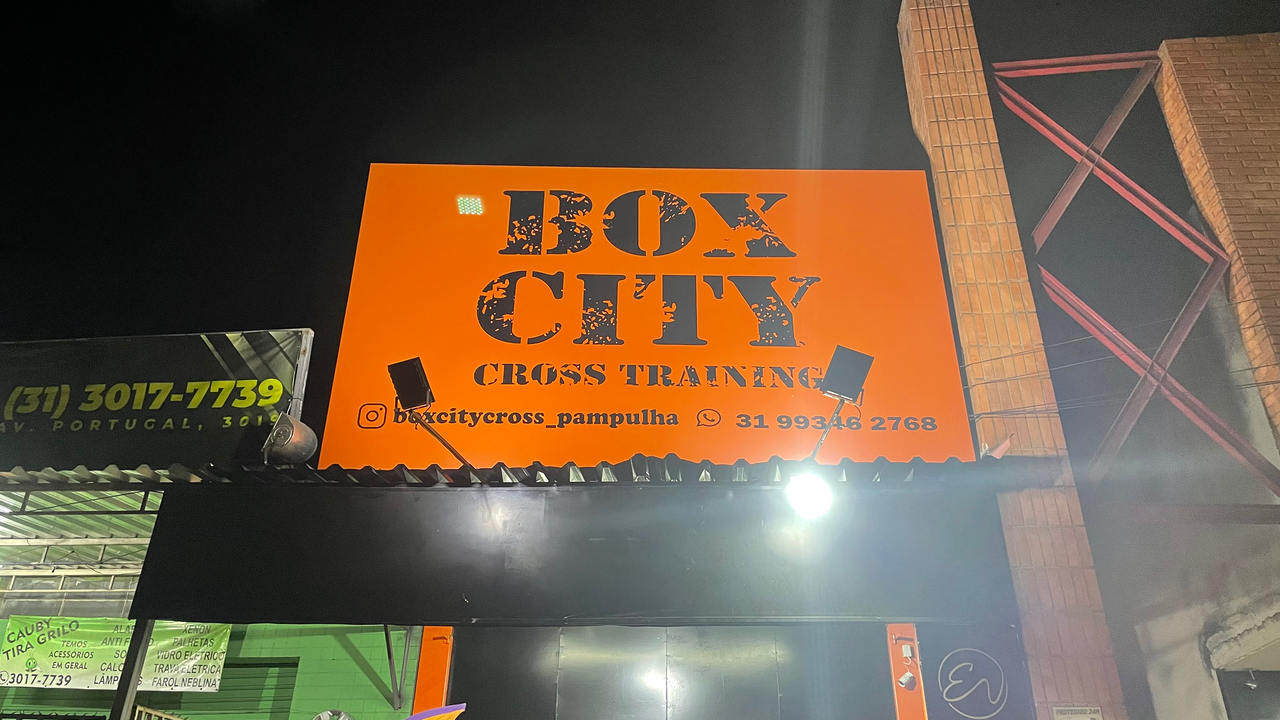 BOX
CITY
CROSS TRAINING
boxcitycross_pampulha 31 99346 2768
(31) 3017-7739
AV. PORTUGAL, 3019
CAUBY
TIRA GRILO
TEMOS
ACESSÓRIOS
EM GERAL
3017-7739
XENON
PALHETAS
VIDRO ELÉTRICO
TRAVA ELÉTRICA
FAROL NEBLINA